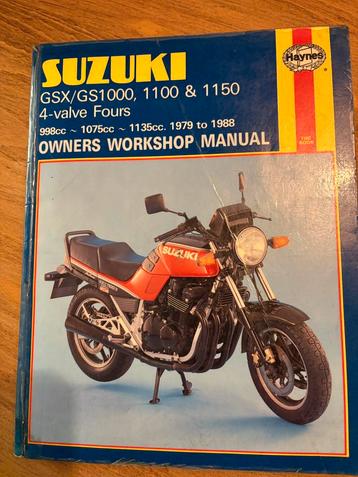 SUZUKI
Haynes
GSX/GS1000, 1100 & 1150
4-valve Fours
998cc ~ 1075cc ~ 1135cc. 1979 to 1988
OWNERS WORKSHOP MANUAL
SUZUKI